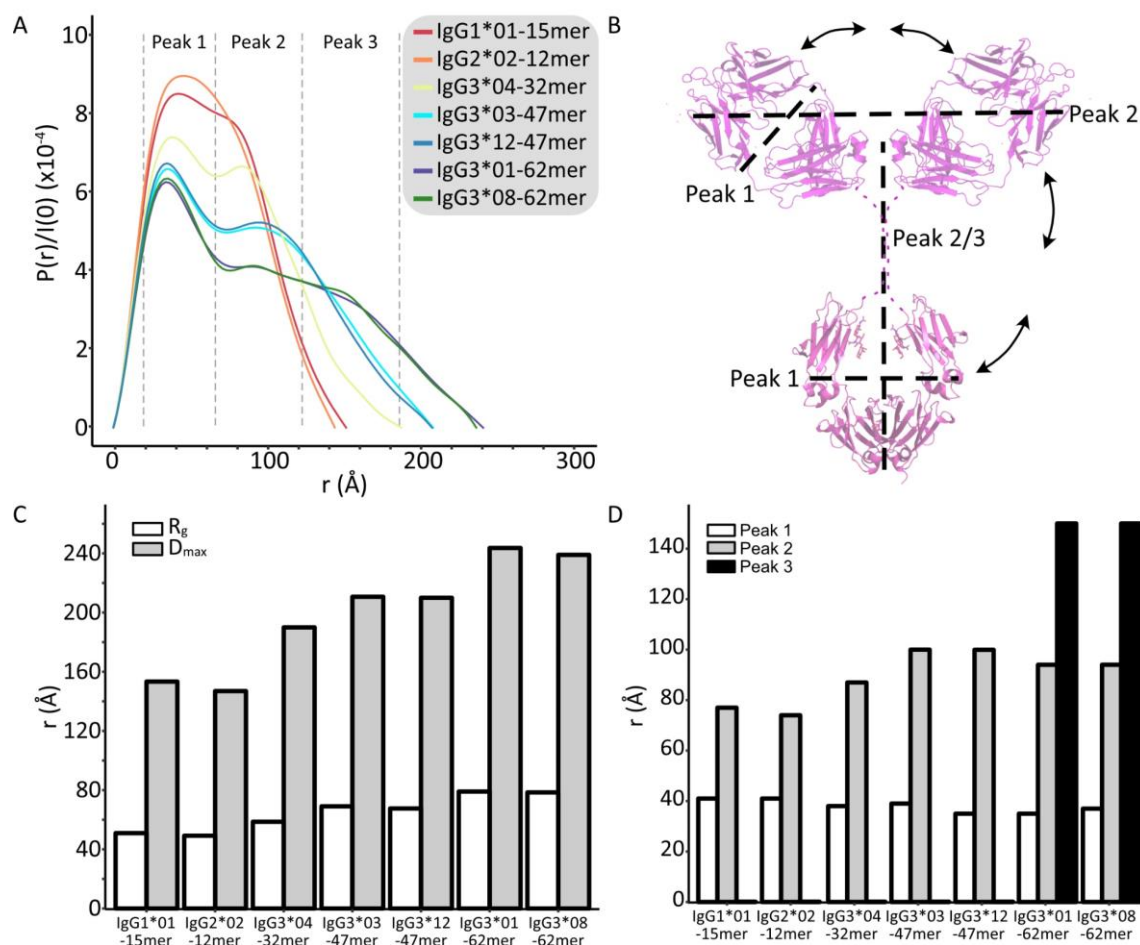 A
Peak 1 Peak 2 Peak 3
IgG1*01-15mer
IgG2*02-12mer
IgG3*04-32mer
IgG3*03-47mer
IgG3*12-47mer
IgG3*01-62mer
IgG3*08-62mer
P(r)/I(0) (x10-4)
10
8
6
4
2
0
0 100 200 300
r (Å)
B
Peak 2
Peak 1
Peak 2/3
Peak 1
C
Rg
Dmax
r (Å)
240
200
160
120
80
40
0
IgG1*01 IgG2*02 IgG3*04 IgG3*03 IgG3*12 IgG3*01 IgG3*08
-15mer -12mer -32mer -47mer -47mer -62mer -62mer
D
Peak 1
Peak 2
Peak 3
r (Å)
140
120
100
80
60
40
20
0
IgG1*01 IgG2*02 IgG3*04 IgG3*03 IgG3*12 IgG3*01 IgG3*08
-15mer -12mer -32mer -47mer -47mer -62mer -62mer